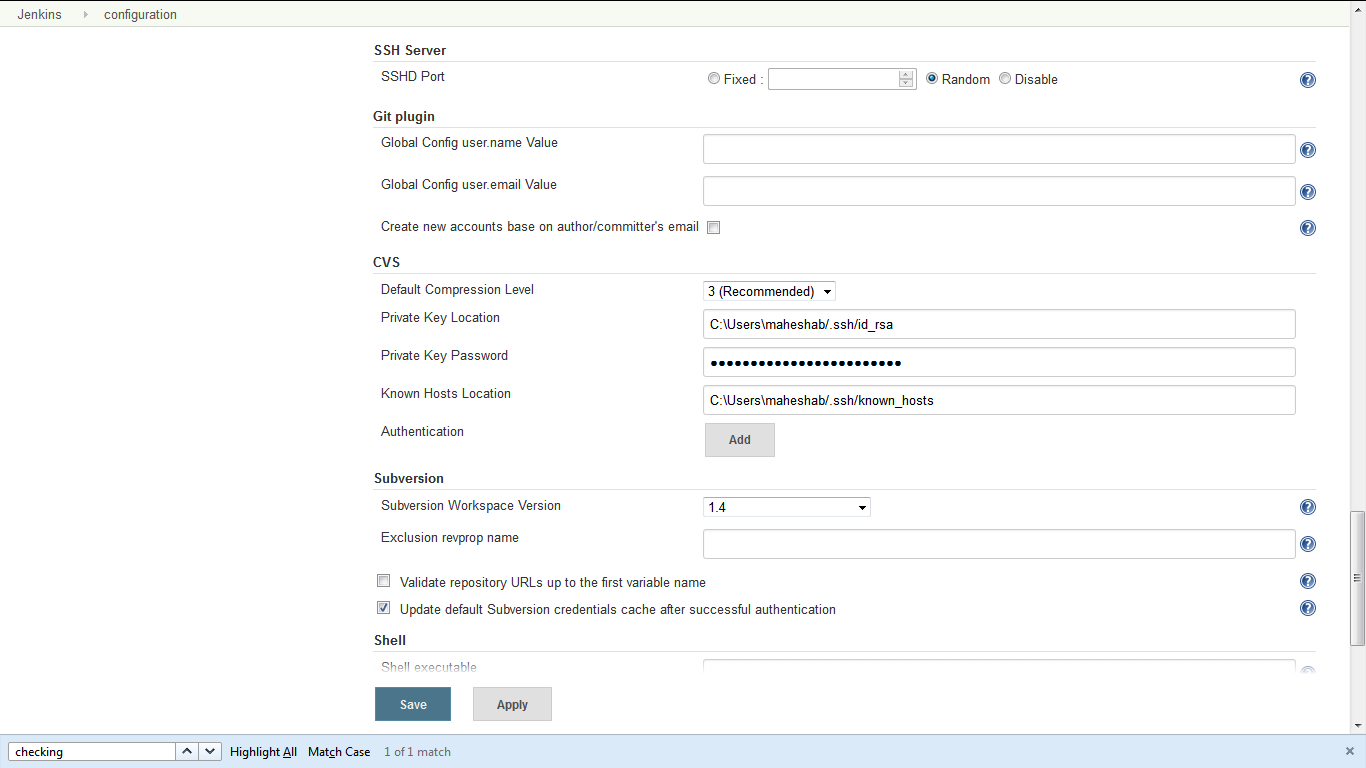 Jenkins configuration
SSH Server
SSHD Port Fixed : Random Disable
Git plugin
Global Config user.name Value
Global Config user.email Value
Create new accounts base on author/committer's email
CVS
Default Compression Level 3 (Recommended)
Private Key Location C:\Users\maheshab/.ssh/id_rsa
Private Key Password ••••••••••••••••••••••••
Known Hosts Location C:\Users\maheshab/.ssh/known_hosts
Authentication Add
Subversion
Subversion Workspace Version 1.4
Exclusion revprop name
Validate repository URLs up to the first variable name
Update default Subversion credentials cache after successful authentication
Shell
Shell executable
Save Apply
checking Highlight All Match Case 1 of 1 match